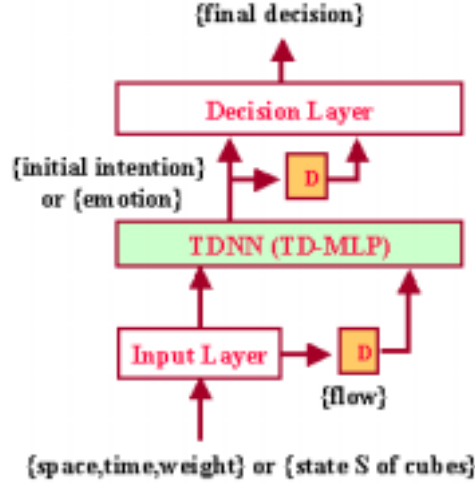 {final decision}
Decision Layer
{initial intention}
or {emotion}
D
TDNN (TD-MLP)
Input Layer
D
{flow}
{space,time,weight} or {state S of cubes}